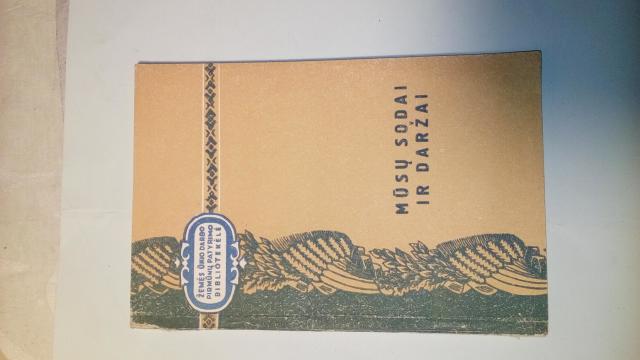 MŪSŲ SODAI
IR DARŽAI
ŽEMĖS ŪKIO DARBO
PIRMŪNŲ PATYRIMO
BIBLIOTEKĖLĖ